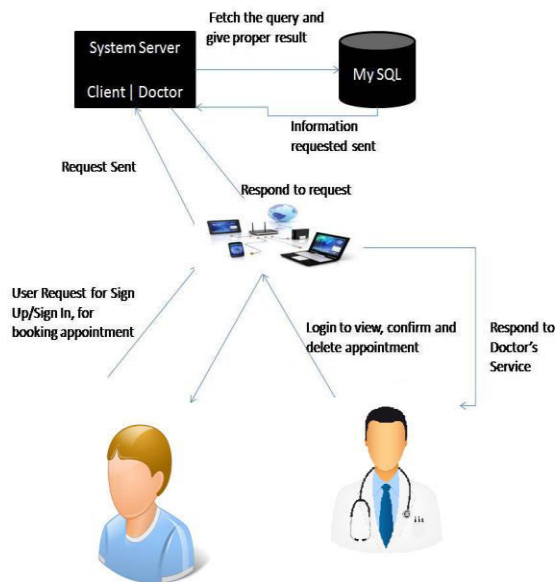 Fetch the query and
give proper result
System Server
Client | Doctor
My SQL
Information
requested sent
Request Sent
Respond to request
User Request for Sign
Up/Sign In, for
booking appointment
Login to view, confirm and
delete appointment
Respond to
Doctor's
Service